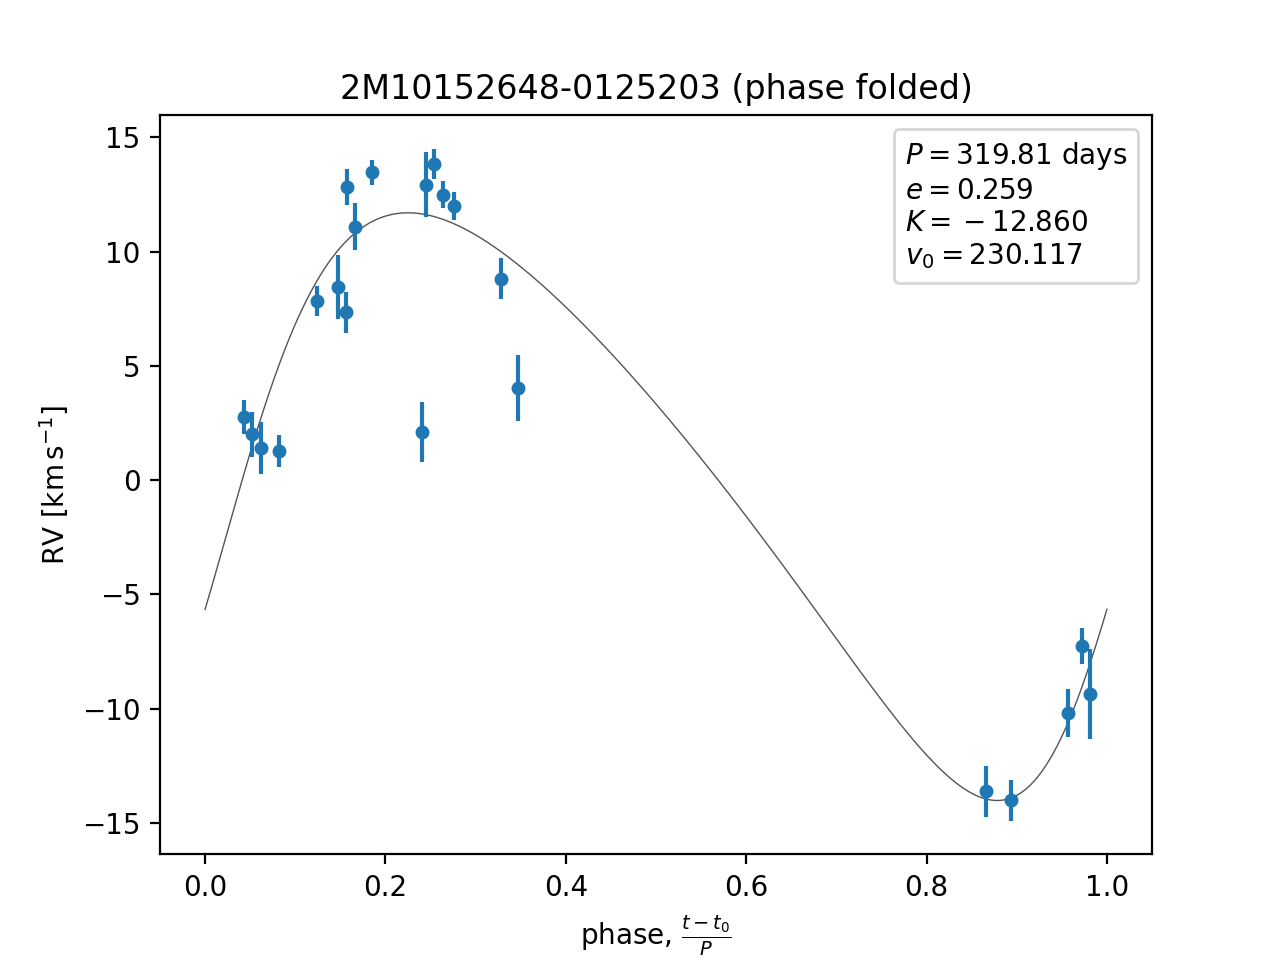 2M10152648-0125203 (phase folded)
P = 319.81 days
e = 0.259
K = −12.860
v₀ = 230.117
15
10
5
0
−5
−10
−15
RV [km s⁻¹]
0.0 0.2 0.4 0.6 0.8 1.0
phase, (t − t₀)/P